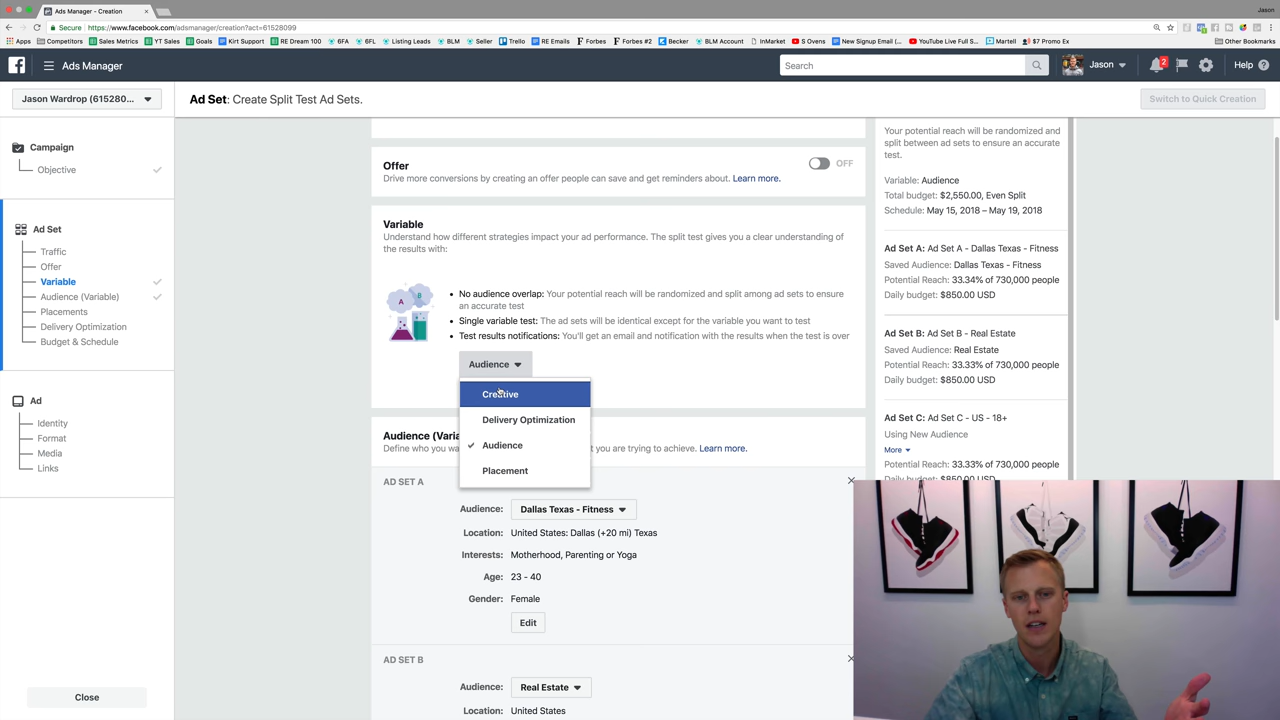 Ads Manager - Creation
Jason
Secure
https://www.facebook.com/adsmanager/creation?act=61528099
Apps
Competitors
Sales Metrics
YT Sales
Goals
Kirt Support
RE Dream 100
6FA
6FL
Listing Leads
BLM
Seller
Trello
RE Emails
Forbes
Forbes #2
Becker
BLM Account
InMarket
S Ovens
New Signup Email (...
YouTube Live Full S...
Martell
$7 Promo Ex
Other Bookmarks
Ads Manager
Search
Jason
2
Help
Jason Wardrop (615280...
Ad Set: Create Split Test Ad Sets.
Switch to Quick Creation
Campaign
Objective
Ad Set
Traffic
Offer
Variable
Audience (Variable)
Placements
Delivery Optimization
Budget & Schedule
Ad
Identity
Format
Media
Links
Close
Offer
OFF
Drive more conversions by creating an offer people can save and get reminders about. Learn more.
Variable
Understand how different strategies impact your ad performance. The split test gives you a clear understanding of
the results with:
A
B
• No audience overlap: Your potential reach will be randomized and split among ad sets to ensure
an accurate test
• Single variable test: The ad sets will be identical except for the variable you want to test
• Test results notifications: You'll get an email and notification with the results when the test is over
Audience
Creative
Delivery Optimization
Audience
Placement
Audience (Varia
Define who you wa
t you are trying to achieve. Learn more.
AD SET A
Audience:
Dallas Texas - Fitness
Location:
United States: Dallas (+20 mi) Texas
Interests:
Motherhood, Parenting or Yoga
Age:
23 - 40
Gender:
Female
Edit
AD SET B
Audience:
Real Estate
Location:
United States
Your potential reach will be randomized and
split between ad sets to ensure an accurate
test.
Variable: Audience
Total budget: $2,550.00, Even Split
Schedule: May 15, 2018 – May 19, 2018
Ad Set A: Ad Set A - Dallas Texas - Fitness
Saved Audience: Dallas Texas - Fitness
Potential Reach: 33.34% of 730,000 people
Daily budget: $850.00 USD
Ad Set B: Ad Set B - Real Estate
Saved Audience: Real Estate
Potential Reach: 33.33% of 730,000 people
Daily budget: $850.00 USD
Ad Set C: Ad Set C - US - 18+
Using New Audience
More
Potential Reach: 33.33% of 730,000 people
Daily budget: $850.00 USD